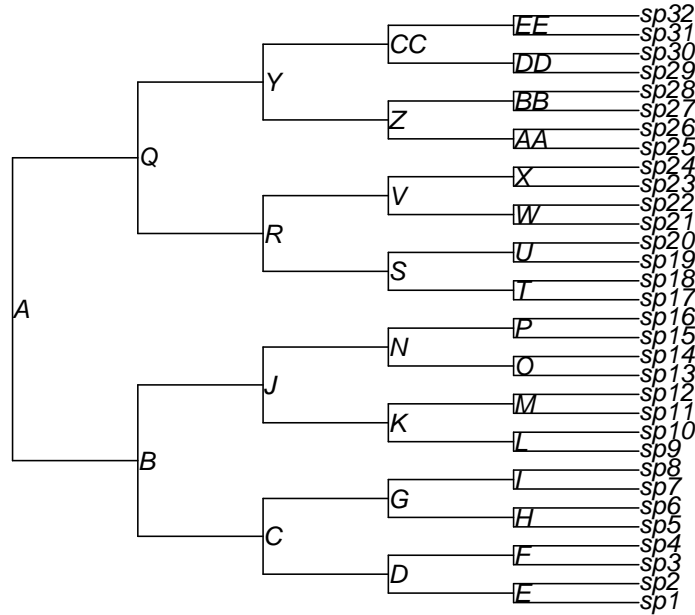 sp32
EE
sp31
CC
sp30
DD
sp29
Y
sp28
BB
sp27
Z
sp26
AA
sp25
Q
sp24
X
sp23
V
sp22
W
sp21
R
sp20
U
sp19
S
sp18
T
sp17
A
sp16
P
sp15
N
sp14
O
sp13
J
sp12
M
sp11
K
sp10
L
sp9
B
sp8
I
sp7
G
sp6
H
sp5
C
sp4
F
sp3
D
sp2
E
sp1